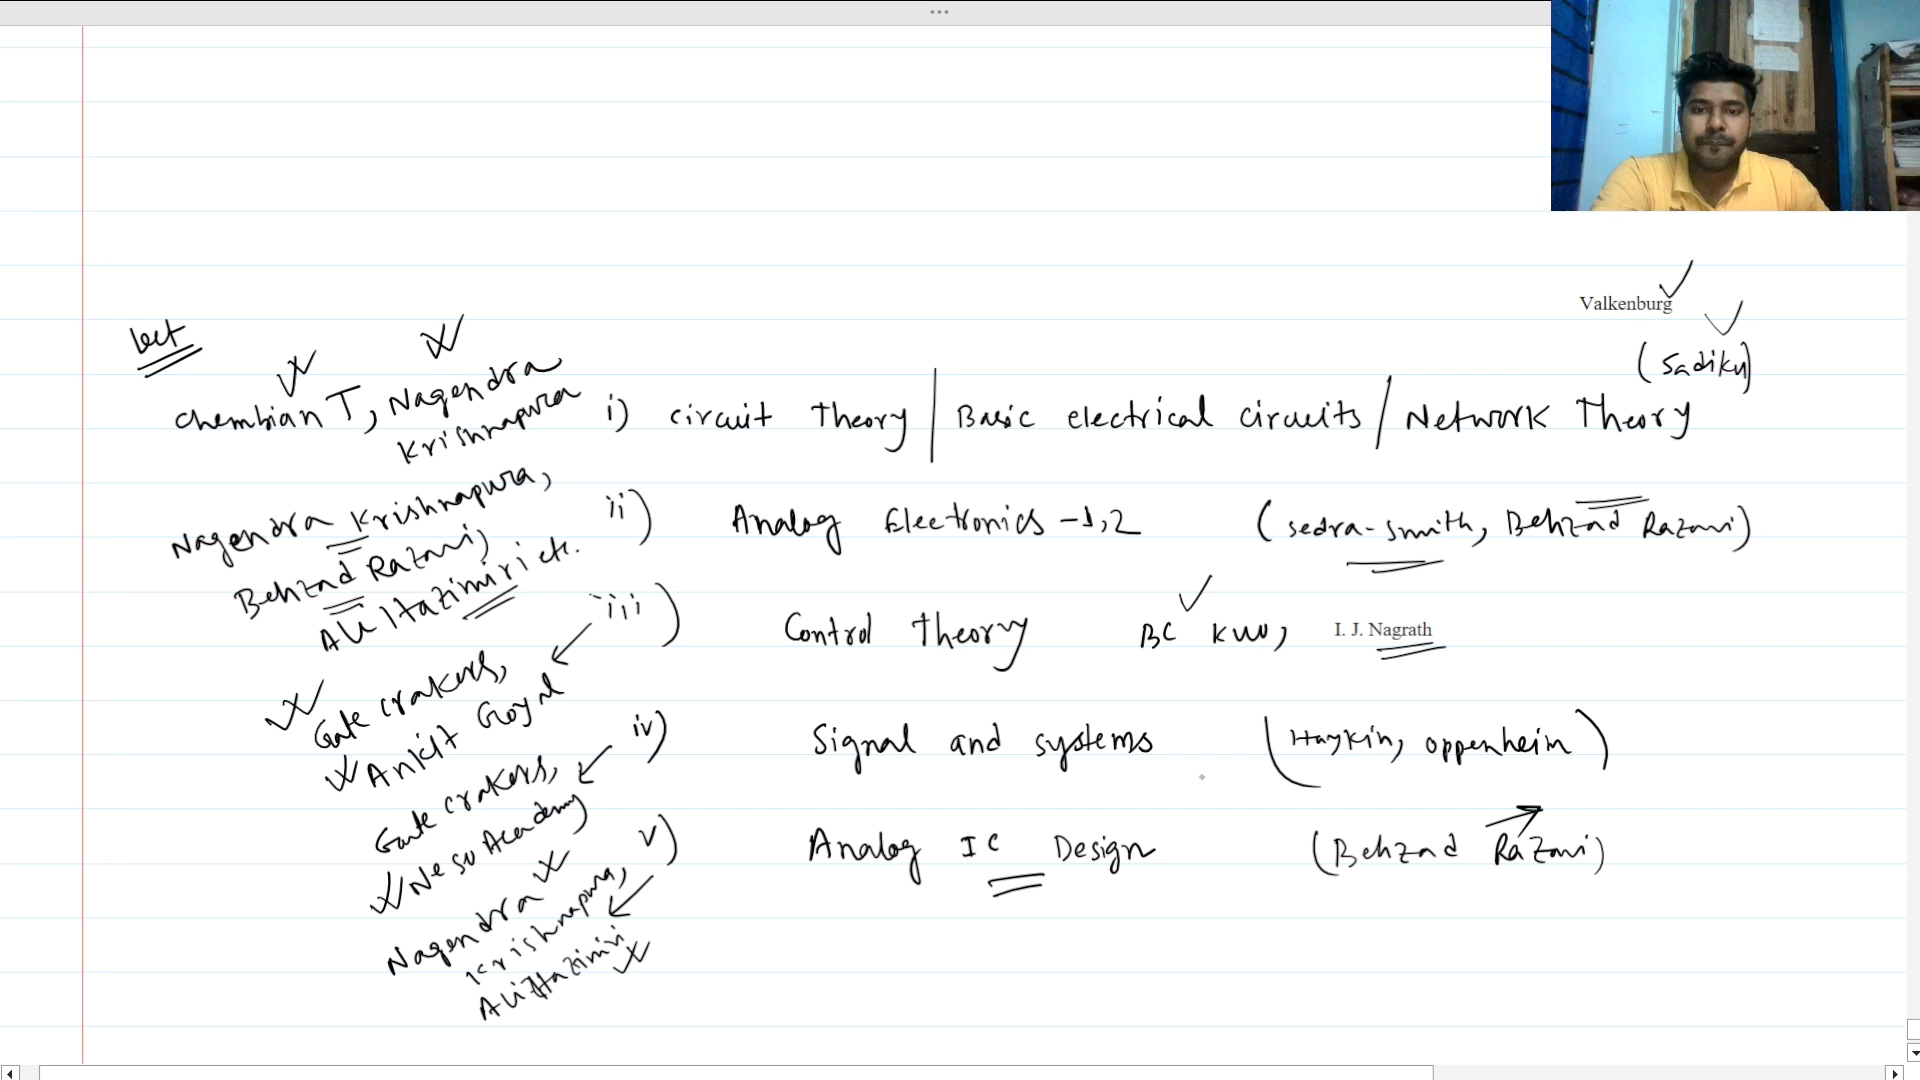 Valkenburg
(Sadiku)
Lect
Chembian T, Nagendra
Krishnapura
i) circuit Theory | Basic electrical circuits / Network Theory
Nagendra Krishnapura,
Behzad Razavi,
Ali Hazimiri etc.
ii) Analog Electronics -1,2 (sedra-smith, Behzad Razavi)
iii) Control Theory BC KUO, I. J. Nagrath
Gate crakers,
Ankit Goyal
iv) Signal and systems (Haykin, oppenheim)
Gate crakers,
Neso Academy
v) Analog IC Design (Behzad Razavi)
Nagendra
Krishnapura,
Ali Hazimiri